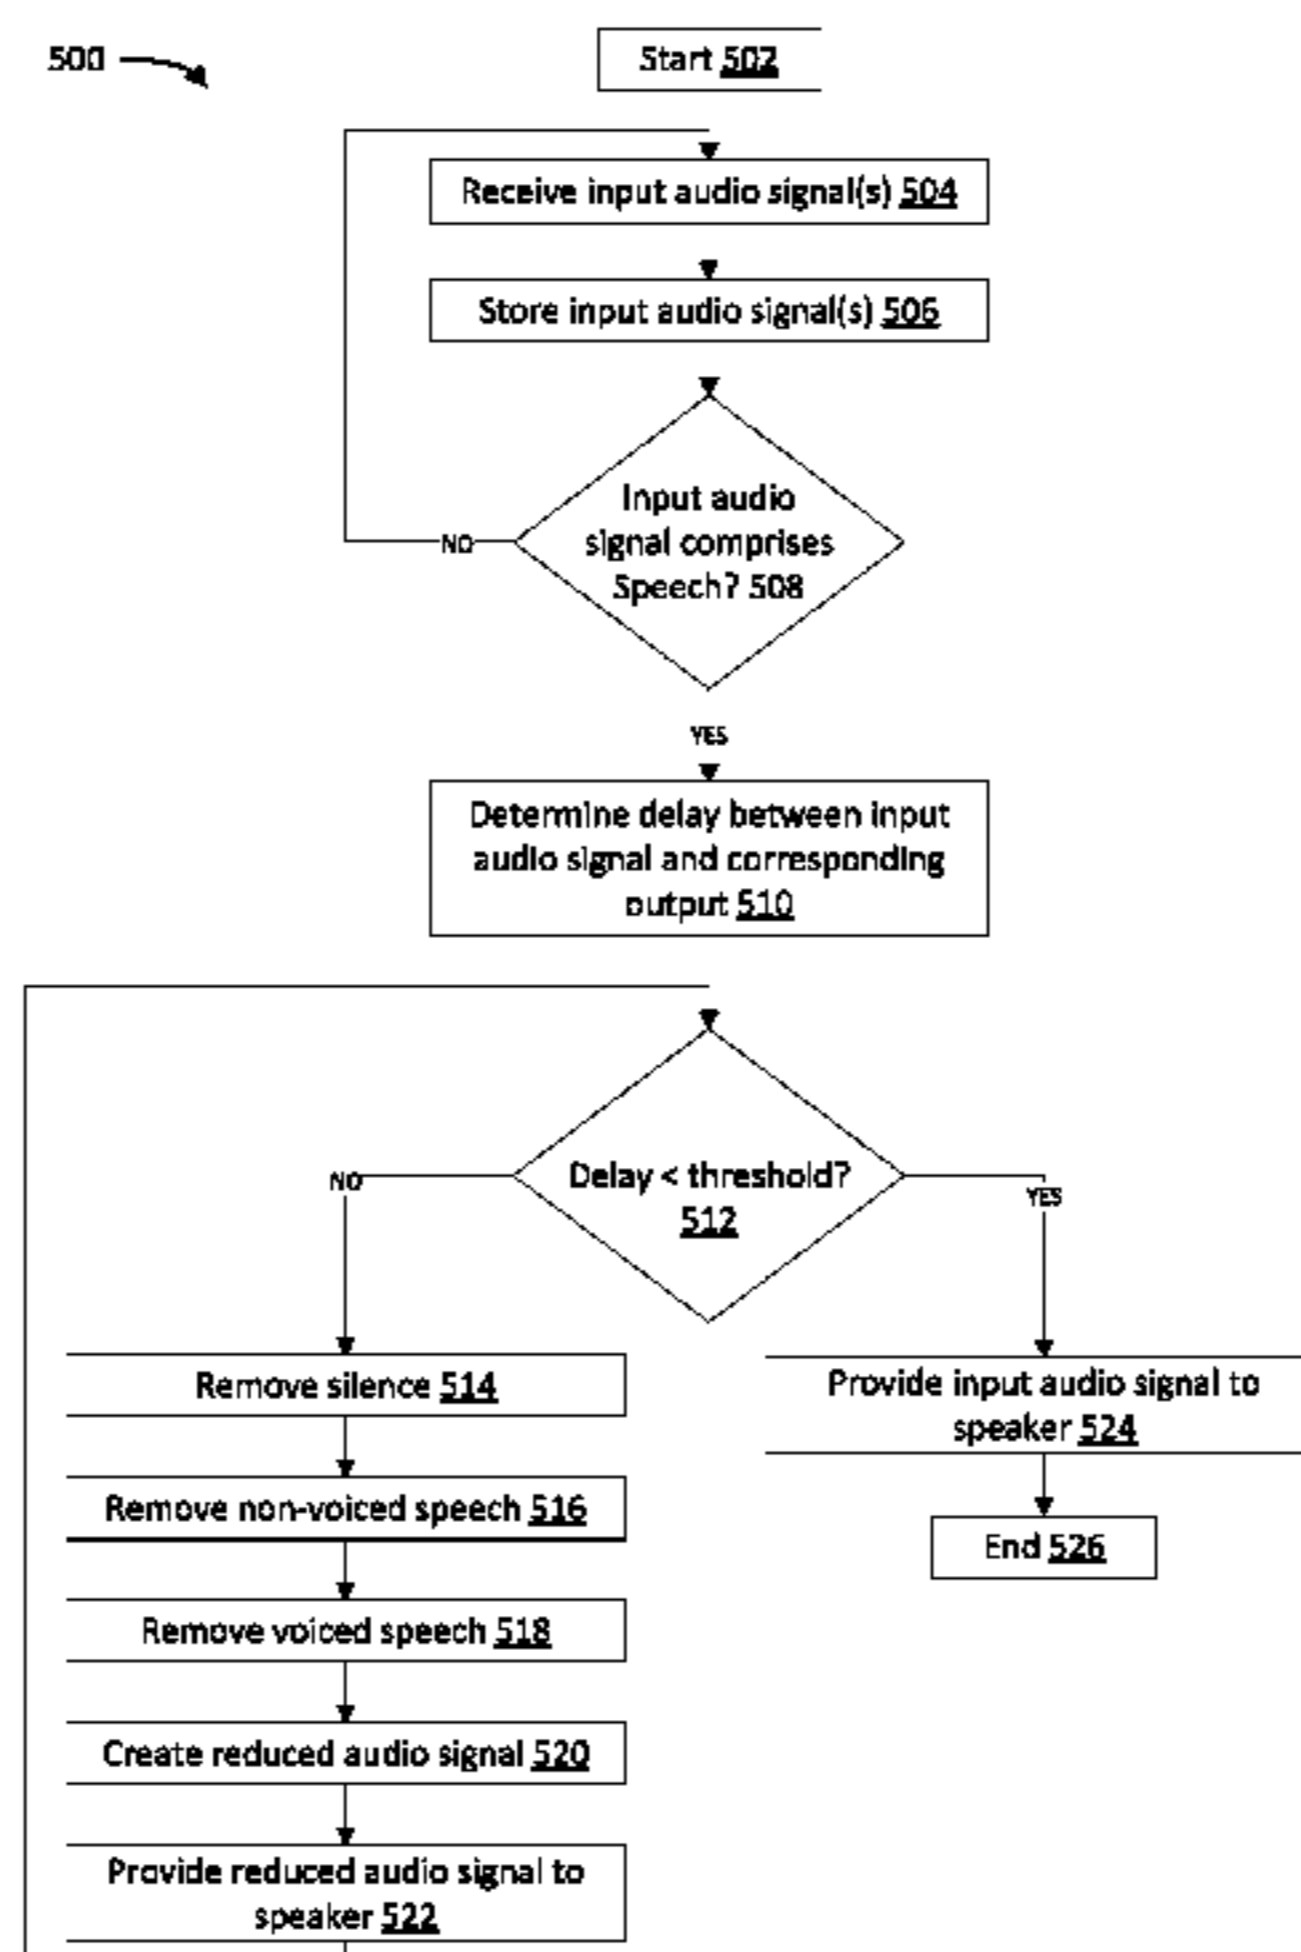 500
Start 502
Receive input audio signal(s) 504
Store input audio signal(s) 506
Input audio
signal comprises
Speech? 508
NO
YES
Determine delay between input
audio signal and corresponding
output 510
Delay < threshold?
512
NO
YES
Remove silence 514
Remove non-voiced speech 516
Remove voiced speech 518
Create reduced audio signal 520
Provide reduced audio signal to
speaker 522
Provide input audio signal to
speaker 524
End 526